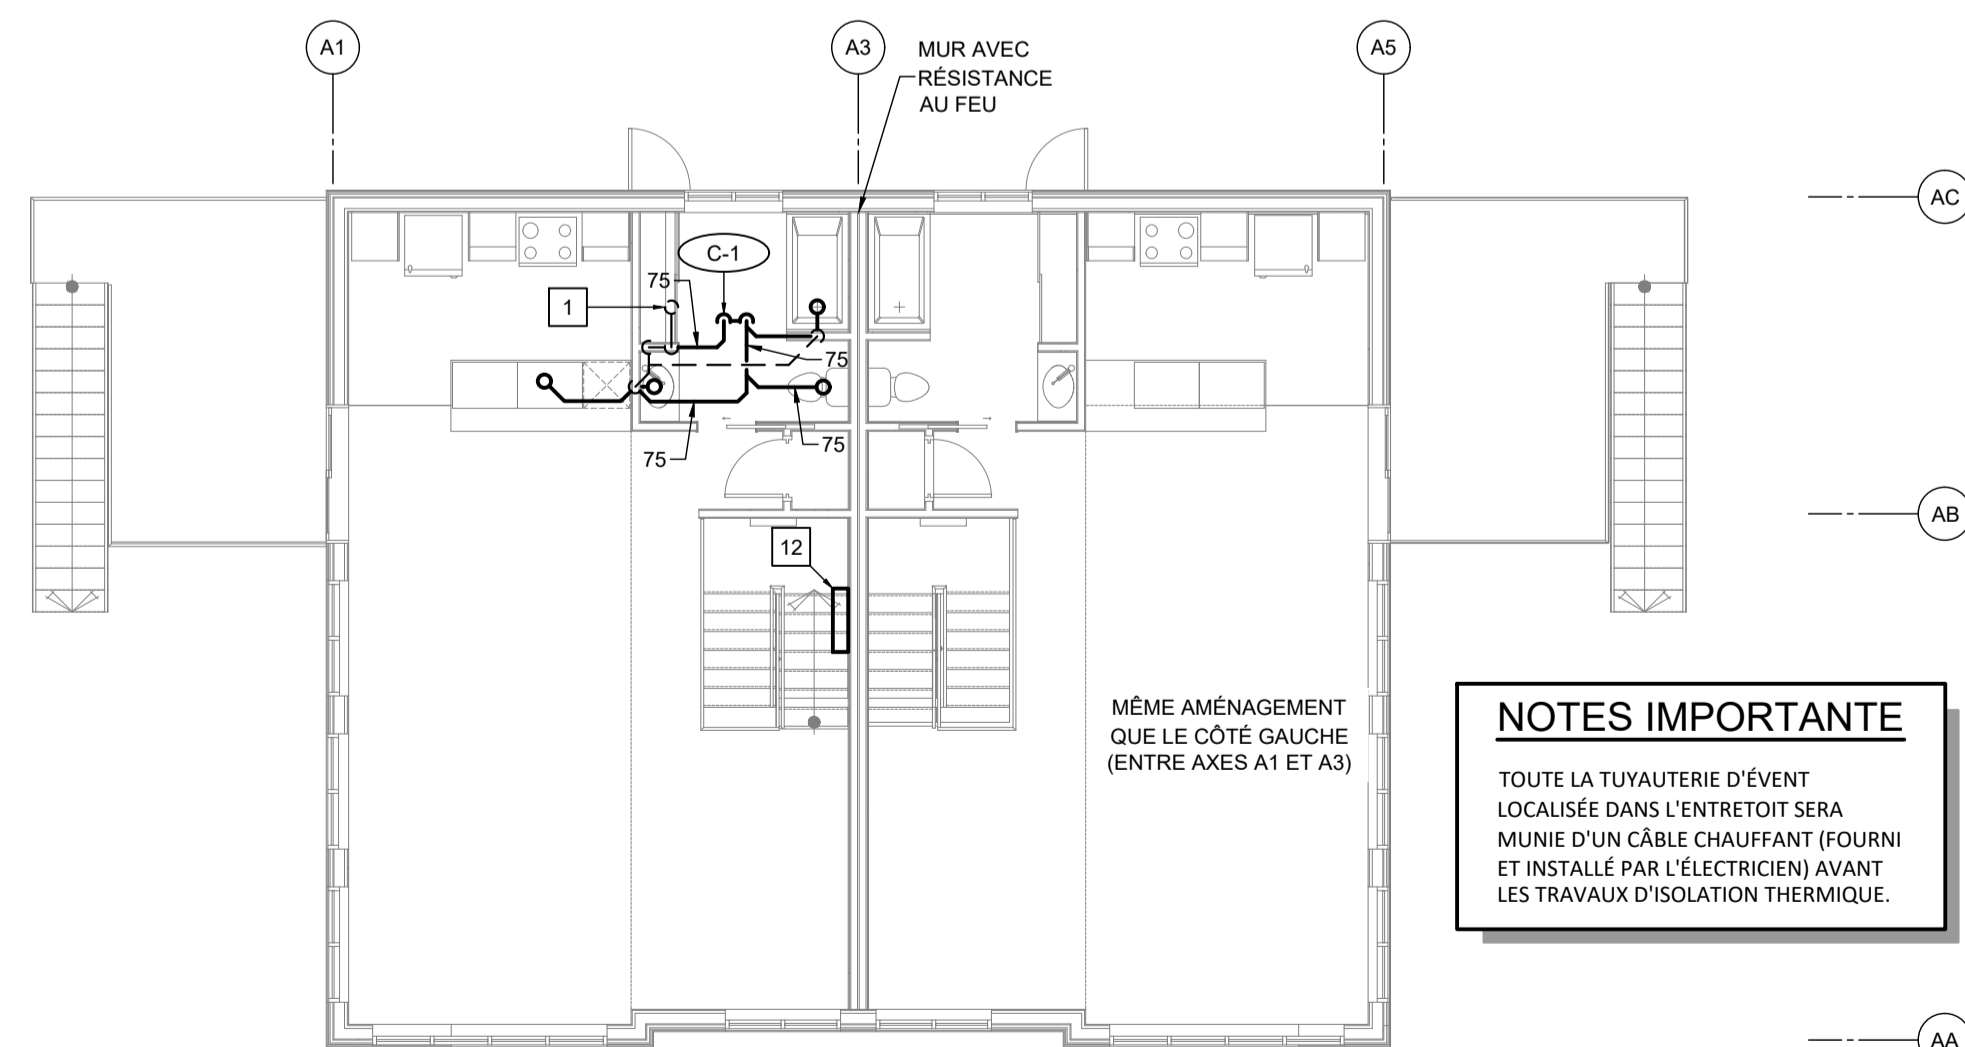 A1
A3
A5
MUR AVEC
RÉSISTANCE
AU FEU
AC
C-1
75
1
75
75
75
AB
12
MÊME AMÉNAGEMENT
QUE LE CÔTÉ GAUCHE
(ENTRE AXES A1 ET A3)
NOTES IMPORTANTE
TOUTE LA TUYAUTERIE D'ÉVENT
LOCALISÉE DANS L'ENTRETOIT SERA
MUNIE D'UN CÂBLE CHAUFFANT (FOURNI
ET INSTALLÉ PAR L'ÉLECTRICIEN) AVANT
LES TRAVAUX D'ISOLATION THERMIQUE.
AA